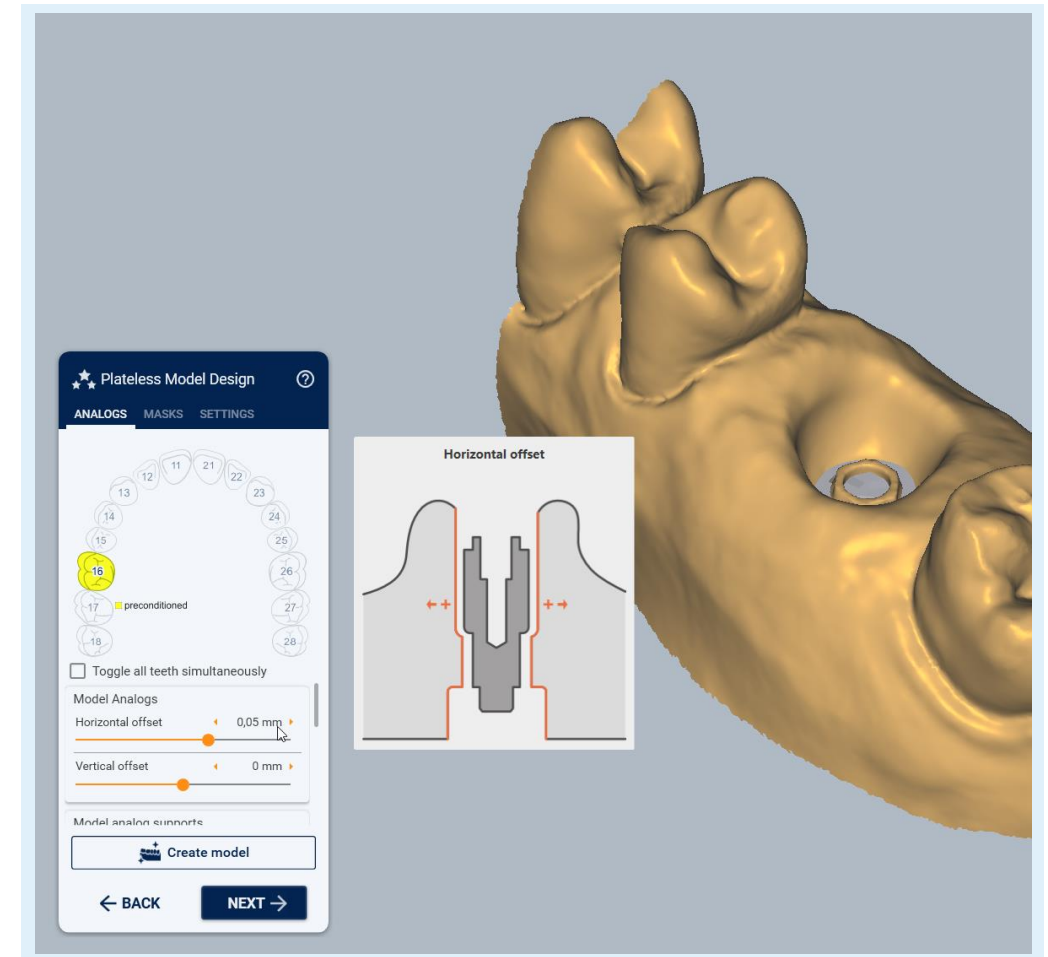 Plateless Model Design
ANALOGS MASKS SETTINGS
11 21
12 22
13 23
14 24
15 25
16 26
17 preconditioned 27
18 28
Toggle all teeth simultaneously
Model Analogs
Horizontal offset 0,05 mm
Vertical offset 0 mm
Model analog supports
Create model
← BACK NEXT →
Horizontal offset
← + + →